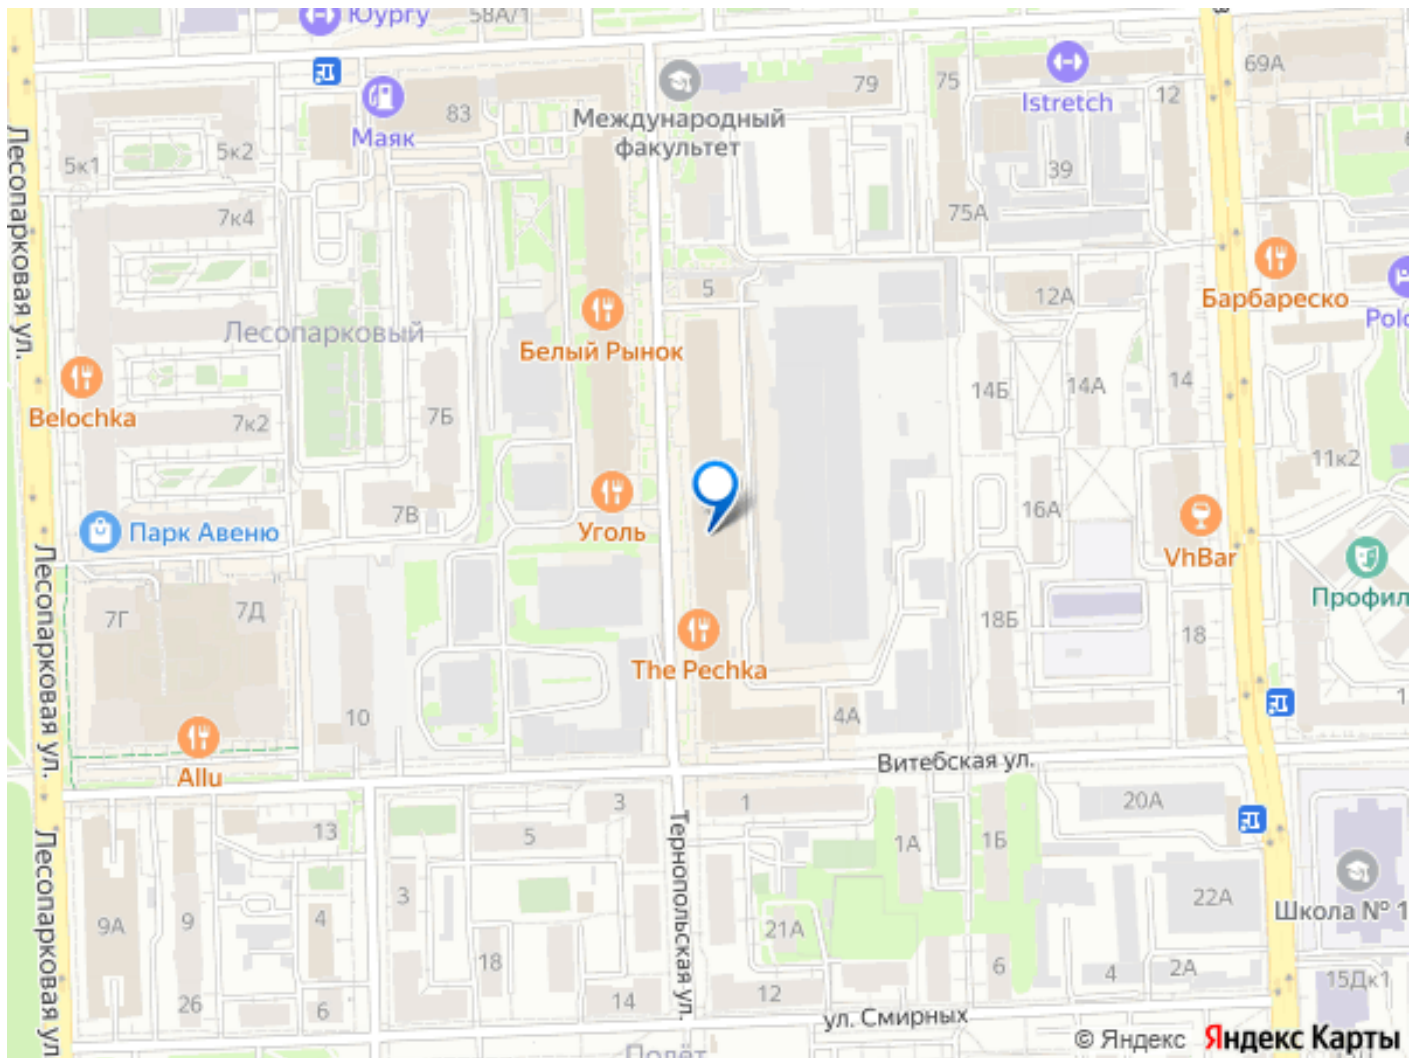 Юургу
58А/1
Маяк
83
Международный
факультет
79
75
Istretch
12
69А
5к1
5к2
39
7к4
75А
5
12А
Барбареско
Лесопарковая ул.
Лесопарковый
Белый Рынок
Belochka
7к2
7Б
14Б
14А
14
11к2
7В
Уголь
16А
VhBar
Парк Авеню
Профил
Лесопарковая ул.
7Г
7Д
The Pechka
18Б
18
10
4А
Allu
Витебская ул.
3
1
20А
13
5
1А
1Б
Тернопольская ул.
Лесопарковая ул
3
9А
9
4
21А
22А
Школа № 1
18
6
4
2А
15Дк1
26
6
14
12
ул. Смирных
© Яндекс Яндекс Карты